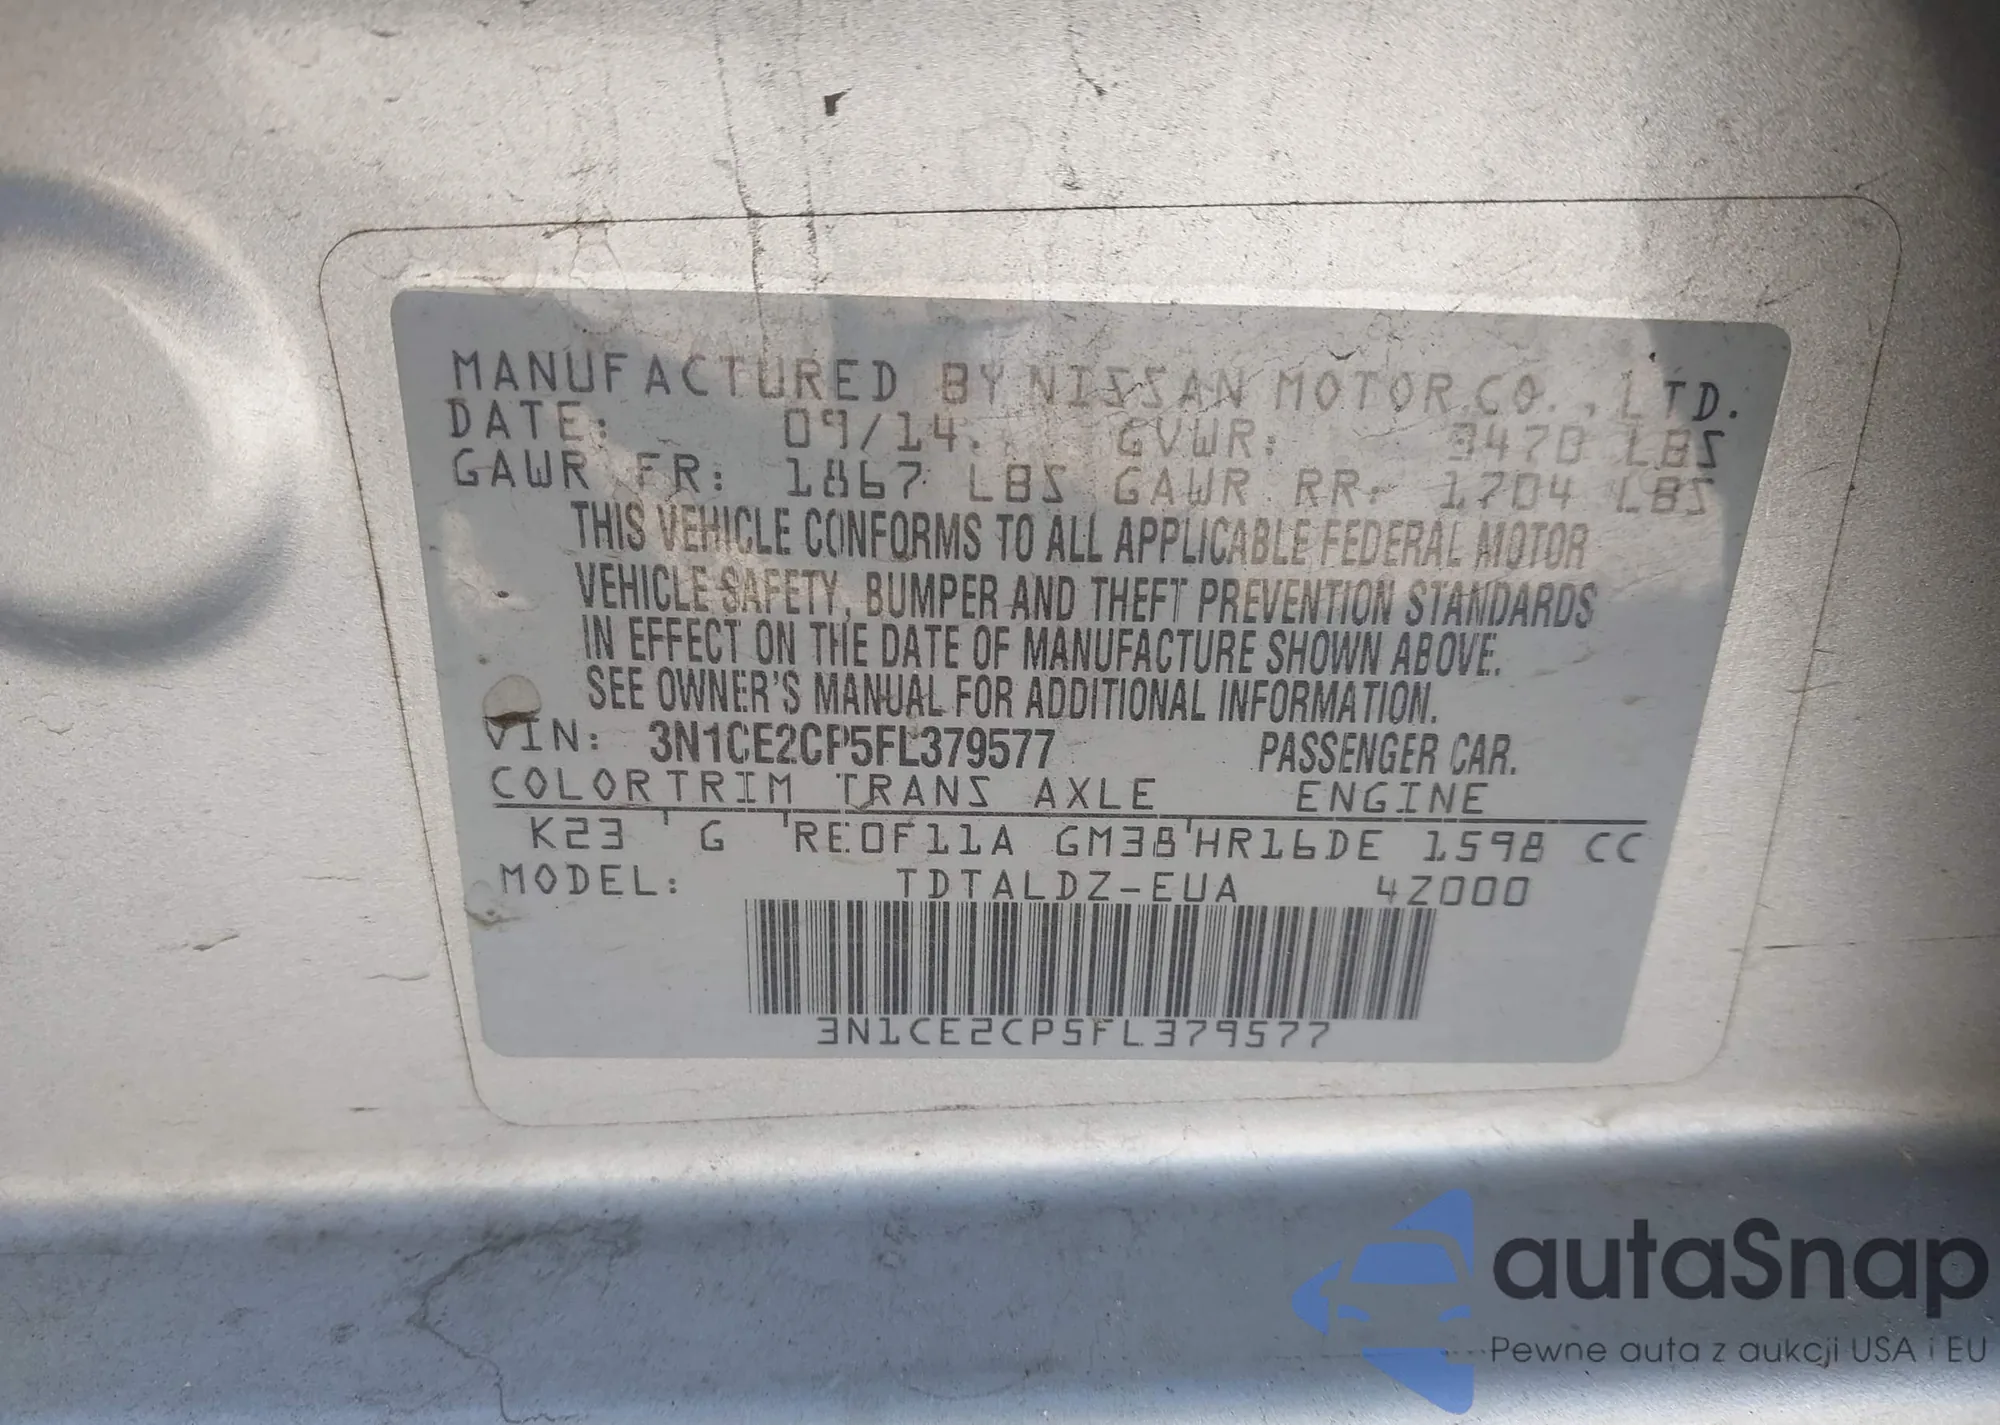 MANUFACTURED BY NISSAN MOTOR CO., LTD.
DATE: 09/14. GVWR: 3470 LBS
GAWR FR: 1867 LBS GAWR RR: 1704 LBS
THIS VEHICLE CONFORMS TO ALL APPLICABLE FEDERAL MOTOR
VEHICLE SAFETY, BUMPER AND THEFT PREVENTION STANDARDS
IN EFFECT ON THE DATE OF MANUFACTURE SHOWN ABOVE.
SEE OWNER'S MANUAL FOR ADDITIONAL INFORMATION.
VIN: 3N1CE2CP5FL379577 PASSENGER CAR.
COLOR TRIM TRANS AXLE ENGINE
K23 G RE0F11A GM38 HR16DE 1598 CC
MODEL: TDTALDZ-EUA 4Z000
3N1CE2CP5FL379577
autaSnap
Pewne auta z aukcji USA i EU